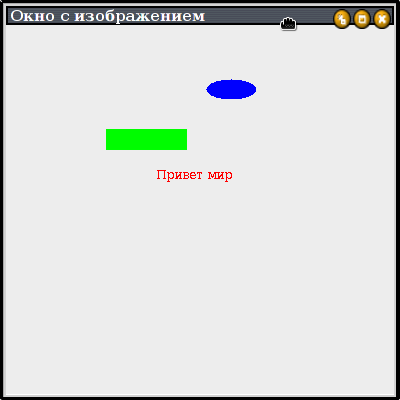 Окно с изображением
Привет мир